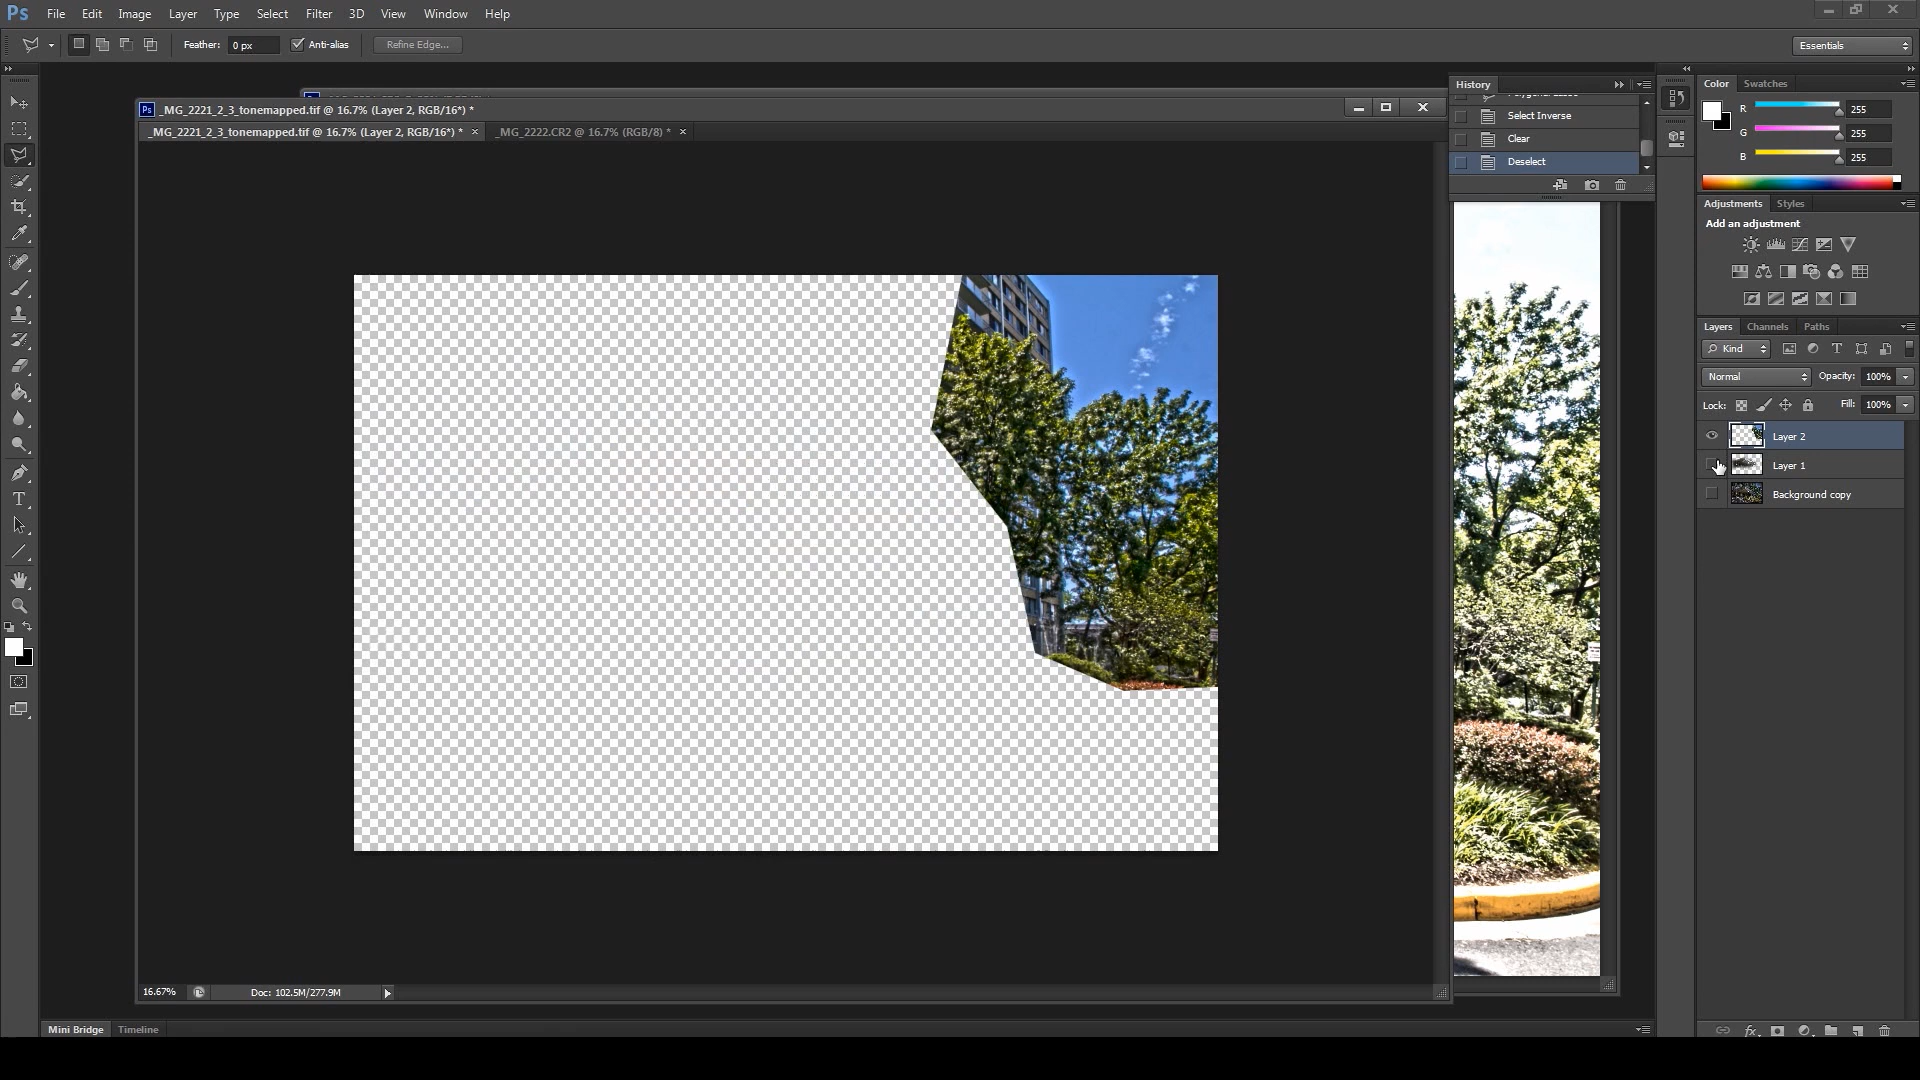 Ps File Edit Image Layer Type Select Filter 3D View Window Help
Feather: 0 px Anti-alias Refine Edge... Essentials
Ps _MG_2221_2_3_tonemapped.tif @ 16.7% (Layer 2, RGB/16*) *
_MG_2221_2_3_tonemapped.tif @ 16.7% (Layer 2, RGB/16*) * × _MG_2222.CR2 @ 16.7% (RGB/8) * ×
History
Select Inverse
Clear
Deselect
Color Swatches
R 255
G 255
B 255
Adjustments Styles
Add an adjustment
Layers Channels Paths
Kind
Normal Opacity: 100%
Lock: Fill: 100%
Layer 2
Layer 1
Background copy
16.67% Doc: 102.5M/277.9M
Mini Bridge Timeline